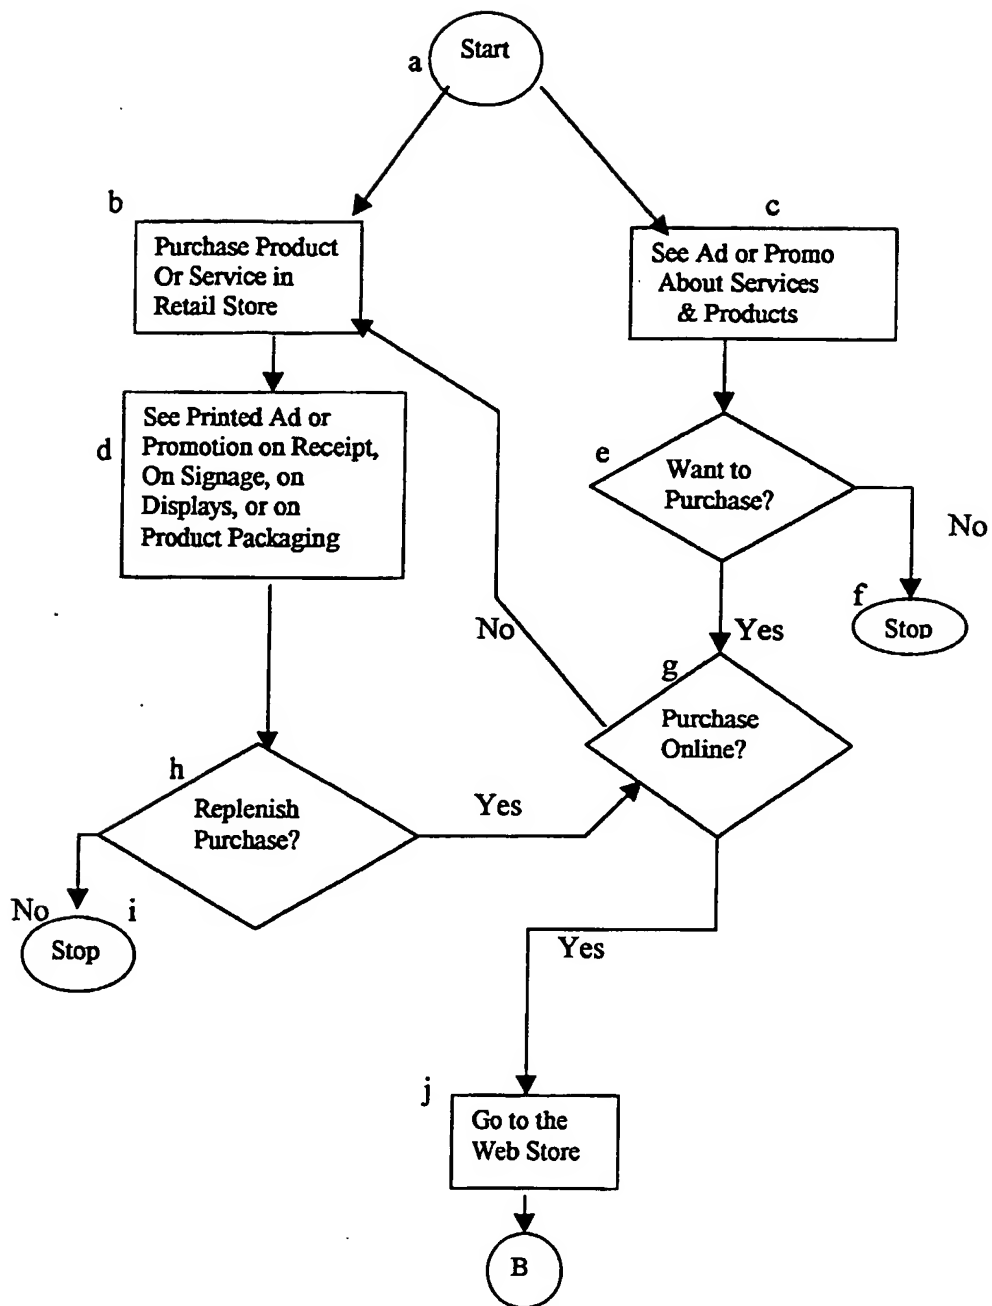 Start
a
b
c
Purchase Product
Or Service in
Retail Store
See Ad or Promo
About Services
& Products
d
See Printed Ad or
Promotion on Receipt,
On Signage, on
Displays, or on
Product Packaging
e
Want to
Purchase?
No
f
Stop
No
Yes
g
Purchase
Online?
h
Replenish
Purchase?
Yes
No
i
Stop
Yes
j
Go to the
Web Store
B